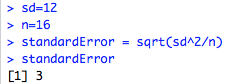 > sd=12
> n=16
> standardError = sqrt(sd^2/n)
> standardError
[1] 3